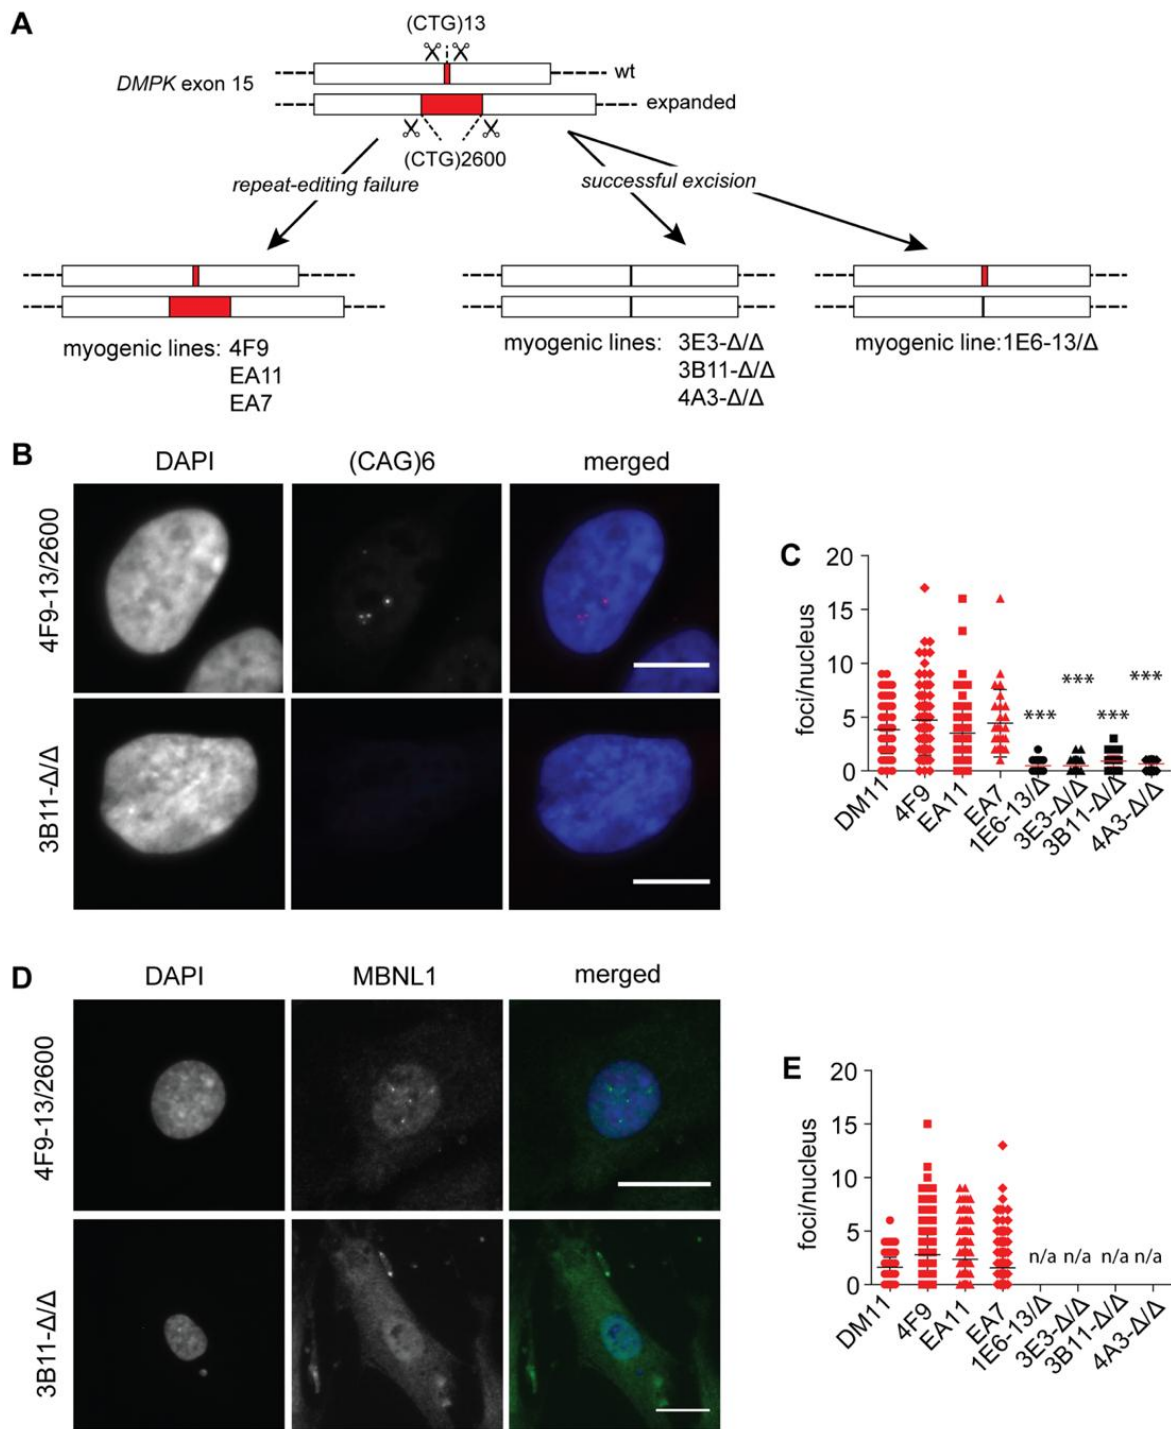 A
(CTG)13
DMPK exon 15
wt
expanded
(CTG)2600
repeat-editing failure
successful excision
myogenic lines: 4F9
EA11
EA7
myogenic lines: 3E3-Δ/Δ
3B11-Δ/Δ
4A3-Δ/Δ
myogenic line:1E6-13/Δ
B
DAPI
(CAG)6
merged
4F9-13/2600
3B11-Δ/Δ
C
foci/nucleus
20
15
10
5
0
***
***
***
***
DM11
4F9
EA11
EA7
1E6-13/Δ
3E3-Δ/Δ
3B11-Δ/Δ
4A3-Δ/Δ
D
DAPI
MBNL1
merged
4F9-13/2600
3B11-Δ/Δ
E
foci/nucleus
20
15
10
5
0
n/a n/a n/a n/a
DM11
4F9
EA11
EA7
1E6-13/Δ
3E3-Δ/Δ
3B11-Δ/Δ
4A3-Δ/Δ